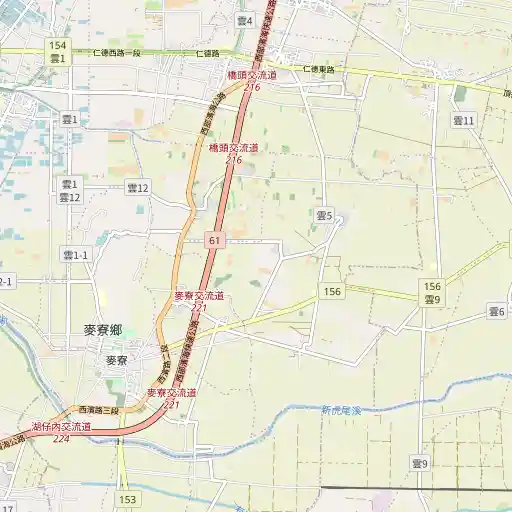 雲4
154
雲1
仁德西路一段
仁德路
橋頭交流道
216
仁德東路
雲1
雲11
橋頭交流道
216
雲1
雲12
雲12
雲5
61
雲1-1
2-1
156
156
雲9
麥寮交流道
221
雲6
麥寮鄉
麥寮
麥寮交流道
221
西濱路三段
新虎尾溪
湖仔內交流道
224
雲9
153
17